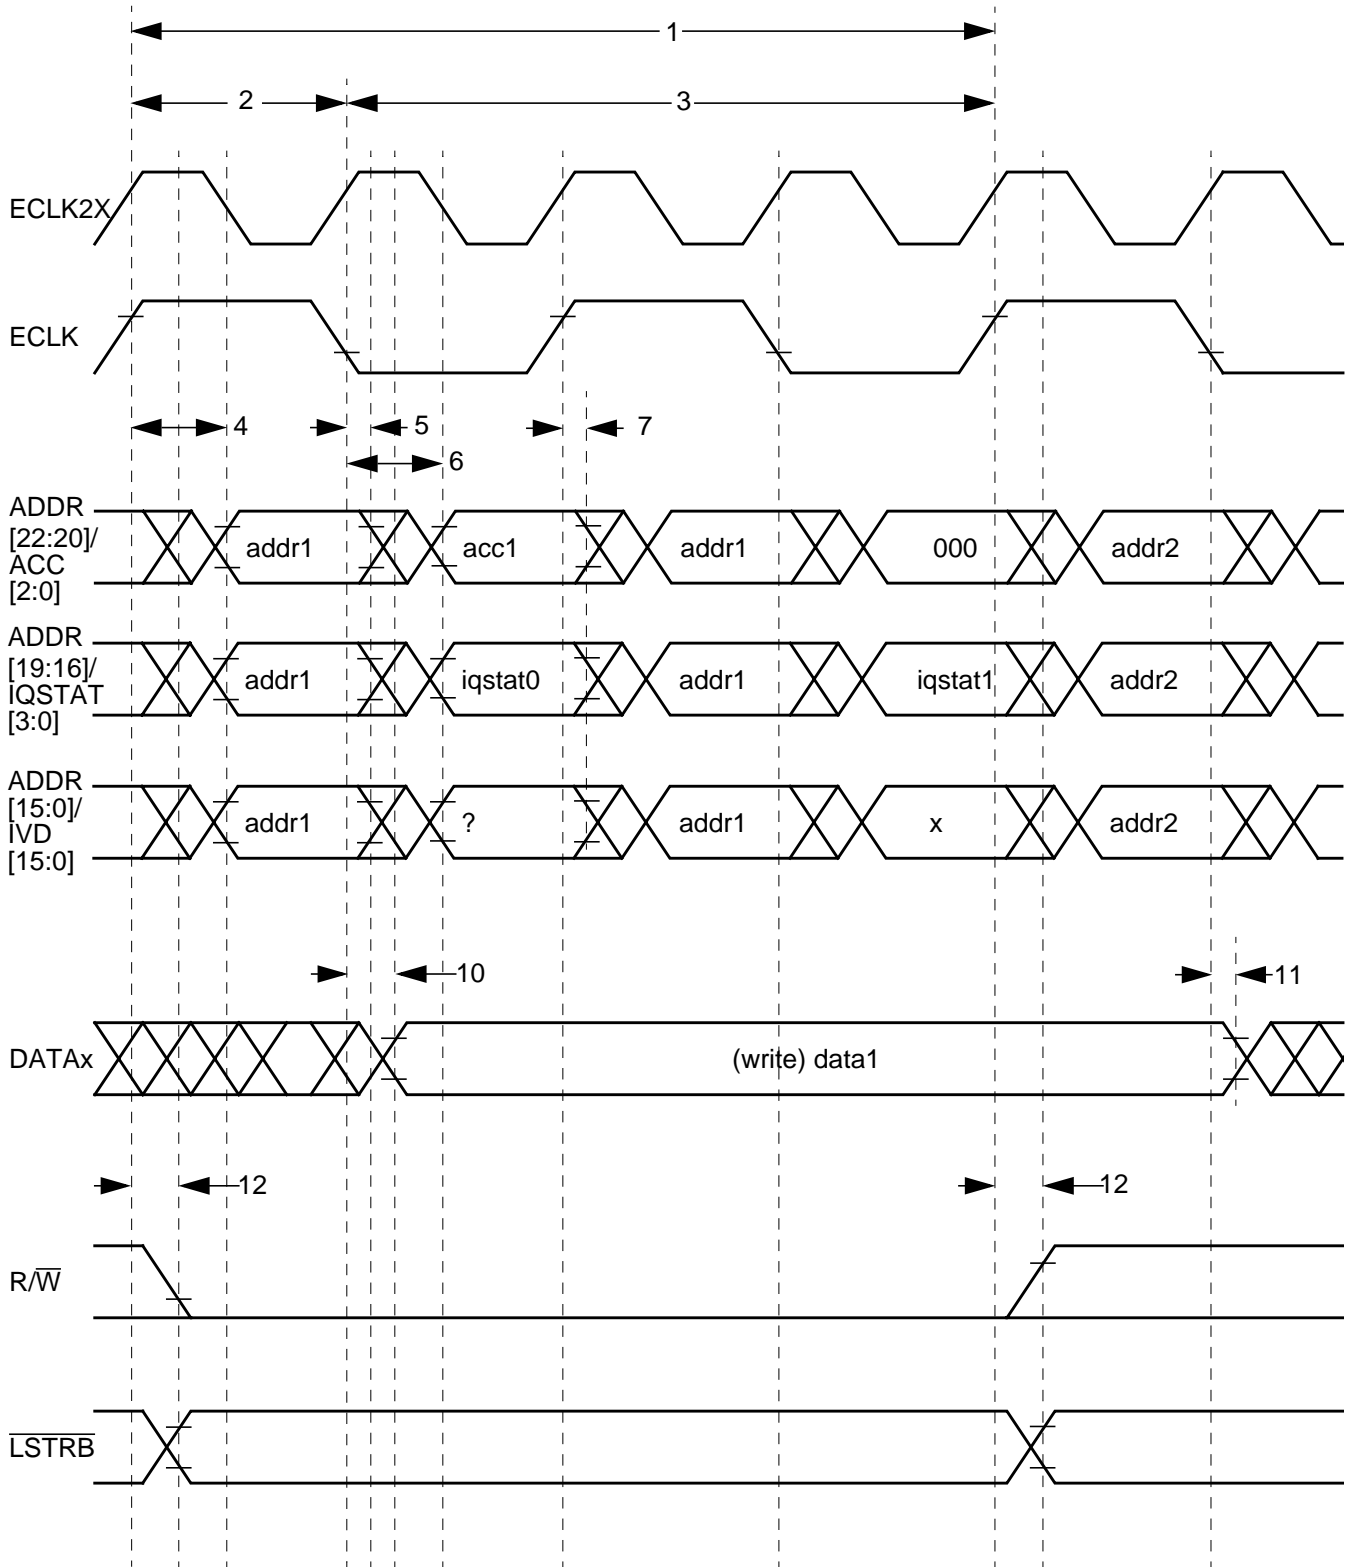 1
2
3
ECLK2X
ECLK
4
5
7
6
ADDR
[22:20]/
ACC
[2:0]
addr1
acc1
addr1
000
addr2
ADDR
[19:16]/
IQSTAT
[3:0]
addr1
iqstat0
addr1
iqstat1
addr2
ADDR
[15:0]/
IVD
[15:0]
addr1
?
addr1
x
addr2
10
11
DATAx
(write) data1
12
12
R/W̅
L̅S̅T̅R̅B̅